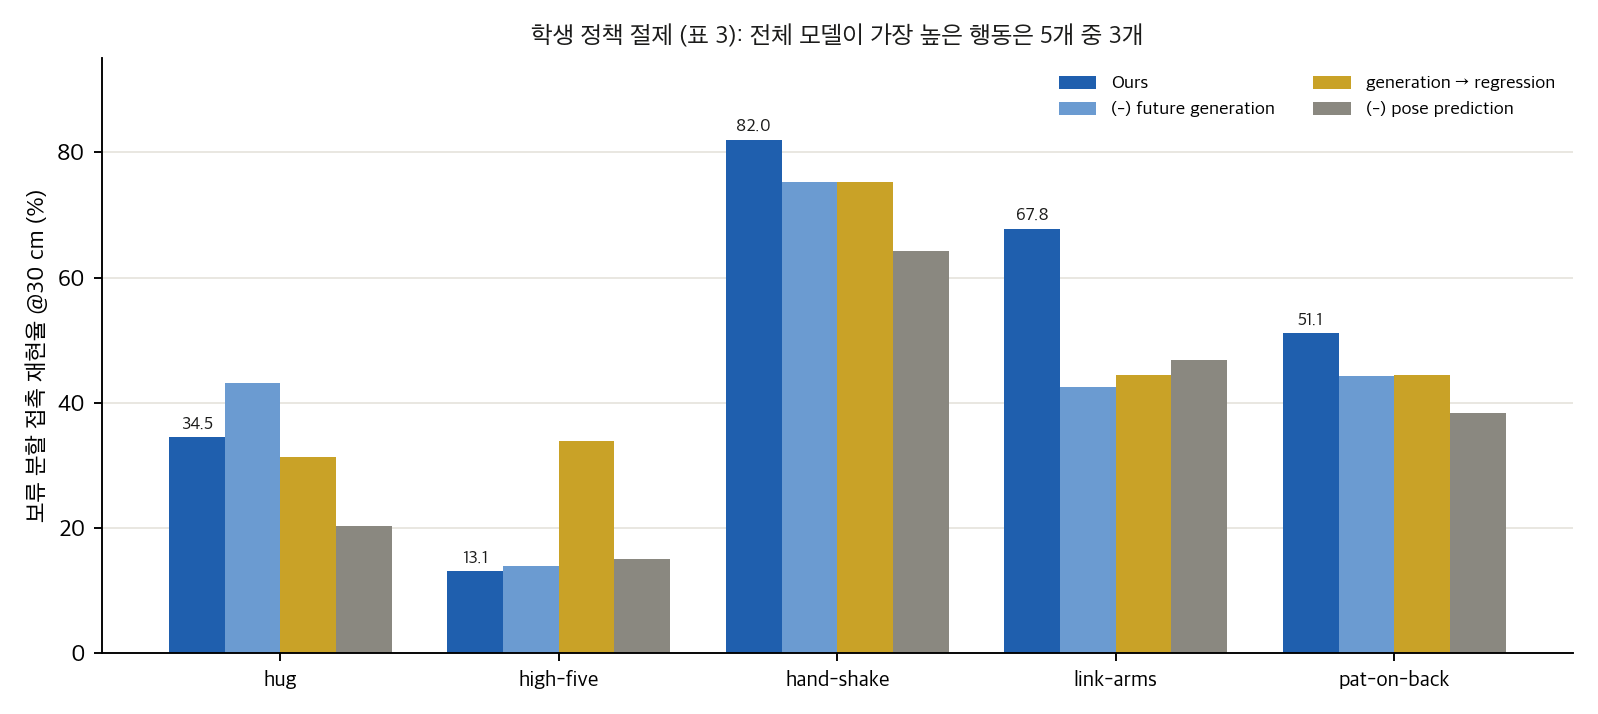 학생 정책 절제 (표 3): 전체 모델이 가장 높은 행동은 5개 중 3개
Ours
(-) future generation
generation → regression
(-) pose prediction
보류 분할 접촉 재현율 @30 cm (%)
80
60
40
20
0
34.5
13.1
82.0
67.8
51.1
hug
high-five
hand-shake
link-arms
pat-on-back